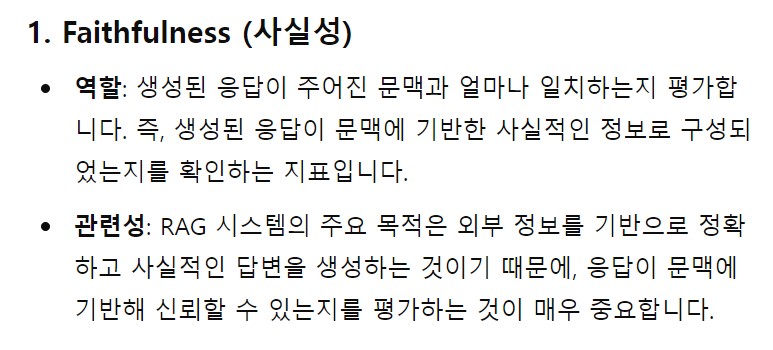 1. Faithfulness (사실성)
• 역할: 생성된 응답이 주어진 문맥과 얼마나 일치하는지 평가합
니다. 즉, 생성된 응답이 문맥에 기반한 사실적인 정보로 구성되
었는지를 확인하는 지표입니다.
• 관련성: RAG 시스템의 주요 목적은 외부 정보를 기반으로 정확
하고 사실적인 답변을 생성하는 것이기 때문에, 응답이 문맥에
기반해 신뢰할 수 있는지를 평가하는 것이 매우 중요합니다.